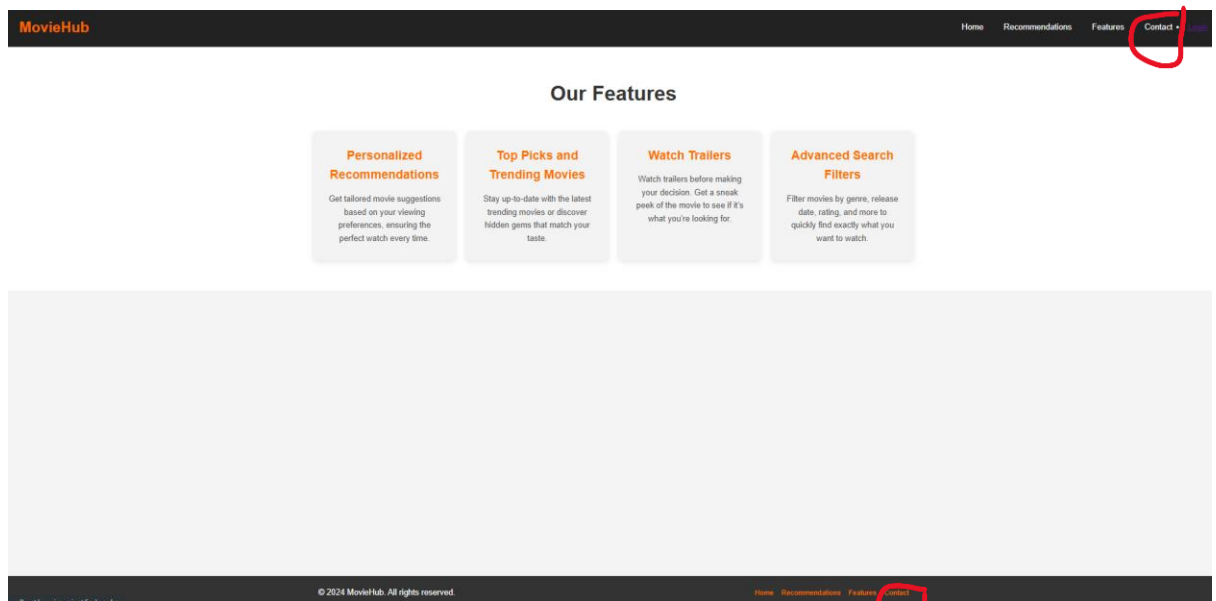 MovieHub
Home Recommendations Features Contact •
Our Features
Personalized
Recommendations
Get tailored movie suggestions
based on your viewing
preferences, ensuring the
perfect watch every time.
Top Picks and
Trending Movies
Stay up-to-date with the latest
trending movies or discover
hidden gems that match your
taste.
Watch Trailers
Watch trailers before making
your decision. Get a sneak
peek of the movie to see if it's
what you're looking for.
Advanced Search
Filters
Filter movies by genre, release
date, rating, and more to
quickly find exactly what you
want to watch.
© 2024 MovieHub. All rights reserved.
Home Recommendations Features Contact